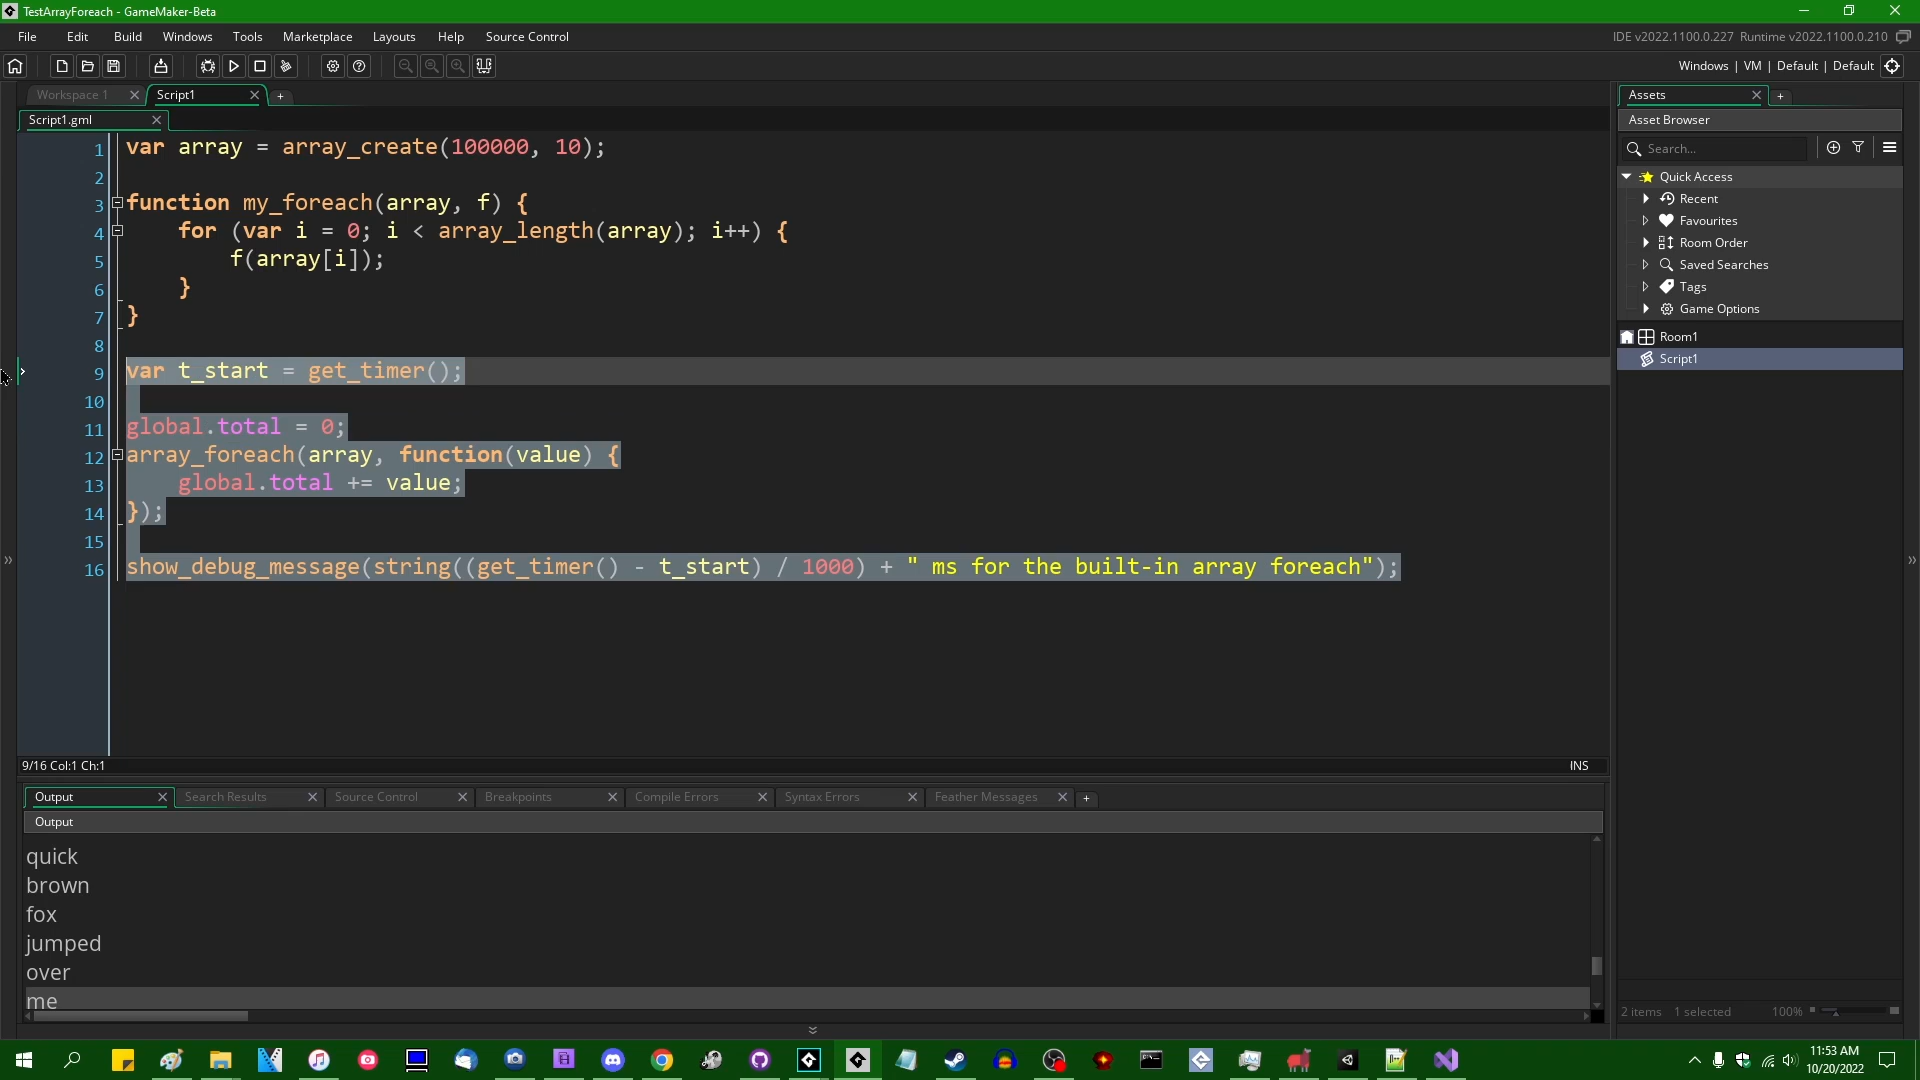 TestArrayForeach - GameMaker-Beta
File Edit Build Windows Tools Marketplace Layouts Help Source Control
IDE v2022.1100.0.227 Runtime v2022.1100.0.210
Windows | VM | Default | Default
Workspace 1 Script1 +
Script1.gml
1 var array = array_create(100000, 10);
2
3 function my_foreach(array, f) {
4 for (var i = 0; i < array_length(array); i++) {
5 f(array[i]);
6 }
7 }
8
9 var t_start = get_timer();
10
11 global.total = 0;
12 array_foreach(array, function(value) {
13 global.total += value;
14 });
15
16 show_debug_message(string((get_timer() - t_start) / 1000) + " ms for the built-in array foreach");
9/16 Col:1 Ch:1 INS
Output Search Results Source Control Breakpoints Compile Errors Syntax Errors Feather Messages +
Output
quick
brown
fox
jumped
over
me
Assets +
Asset Browser
Search...
Quick Access
Recent
Favourites
Room Order
Saved Searches
Tags
Game Options
Room1
Script1
2 items 1 selected 100%
11:53 AM
10/20/2022